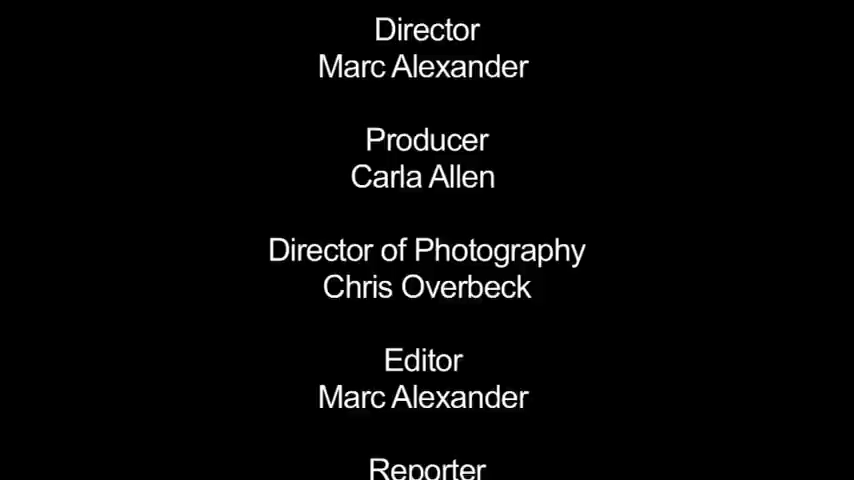 Director
Marc Alexander
Producer
Carla Allen
Director of Photography
Chris Overbeck
Editor
Marc Alexander
Reporter